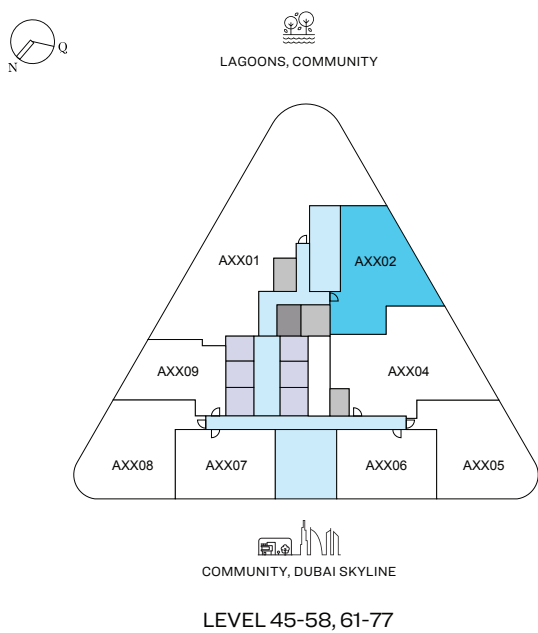 N
Q
LAGOONS, COMMUNITY
AXX01
AXX02
AXX09
AXX04
AXX08
AXX07
AXX06
AXX05
COMMUNITY, DUBAI SKYLINE
LEVEL 45-58, 61-77